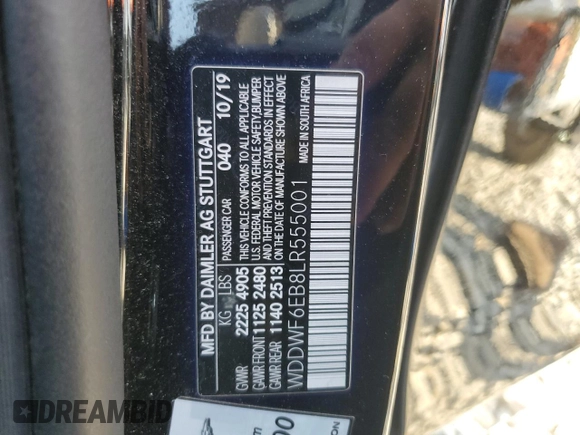 MFD BY DAIMLER AG STUTTGART
KG LBS PASSENGER CAR 040 10/19
GVWR 2225 4905 THIS VEHICLE CONFORMS TO ALL APPLICABLE
GAWR FRONT 1125 2480 U.S. FEDERAL MOTOR VEHICLE SAFETY, BUMPER
GAWR REAR 1140 2513 AND THEFT PREVENTION STANDARDS IN EFFECT
ON THE DATE OF MANUFACTURE SHOWN ABOVE
WDDWF6EB8LR555001 MADE IN SOUTH AFRICA
DREAMBID